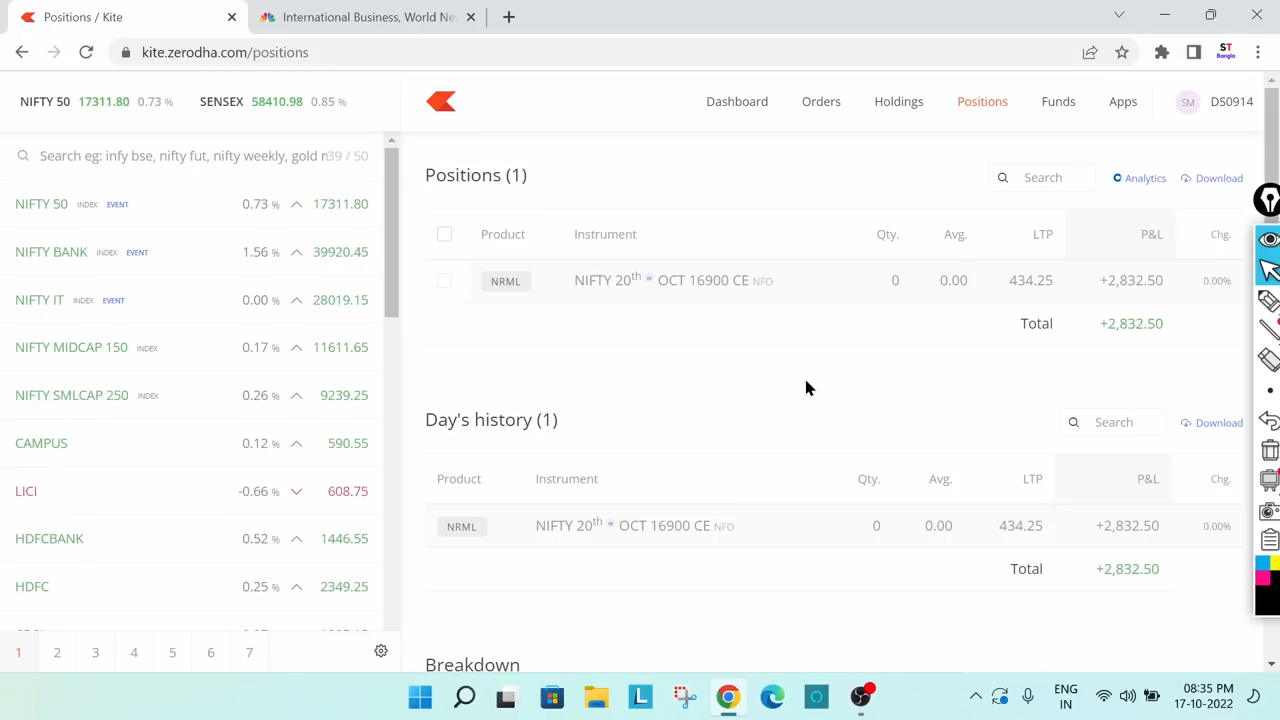 Positions / Kite
International Business, World Ne
kite.zerodha.com/positions
ST
Bangla
NIFTY 50 17311.80 0.73 %
SENSEX 58410.98 0.85 %
Dashboard
Orders
Holdings
Positions
Funds
Apps
SM
DS0914
Search eg: infy bse, nifty fut, nifty weekly, gold
39 / 50
NIFTY 50 INDEX EVENT 0.73 % 17311.80
NIFTY BANK INDEX EVENT 1.56 % 39920.45
NIFTY IT INDEX EVENT 0.00 % 28019.15
NIFTY MIDCAP 150 INDEX 0.17 % 11611.65
NIFTY SMLCAP 250 INDEX 0.26 % 9239.25
CAMPUS 0.12 % 590.55
LICI -0.66 % 608.75
HDFCBANK 0.52 % 1446.55
HDFC 0.25 % 2349.25
1 2 3 4 5 6 7
Positions (1)
Search
Analytics
Download
Product Instrument Qty. Avg. LTP P&L Chg.
NRML NIFTY 20th w OCT 16900 CE NFO 0 0.00 434.25 +2,832.50 0.00%
Total +2,832.50
Day's history (1)
Search
Download
Product Instrument Qty. Avg. LTP P&L Chg.
NRML NIFTY 20th w OCT 16900 CE NFO 0 0.00 434.25 +2,832.50 0.00%
Total +2,832.50
Breakdown
L
ENG
IN
08:35 PM
17-10-2022